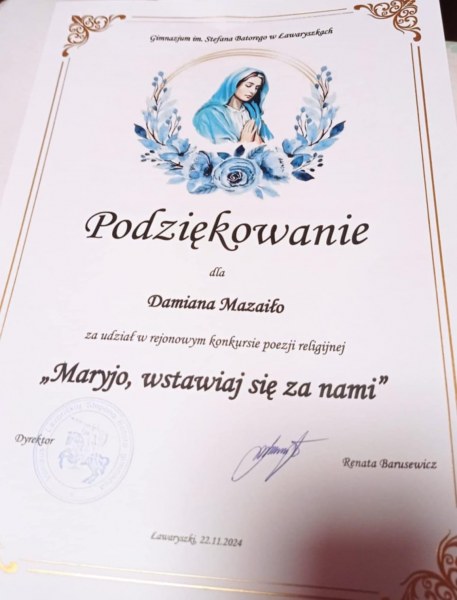 Gimnazjum im. Stefana Batorego w Ławaryszkach
Podziękowanie
dla
Damiana Mazaiło
za udział w rejonowym konkursie poezji religijnej
„Maryjo, wstawiaj się za nami”
Dyrektor
Renata Barusewicz
Ławaryszki, 22.11.2024